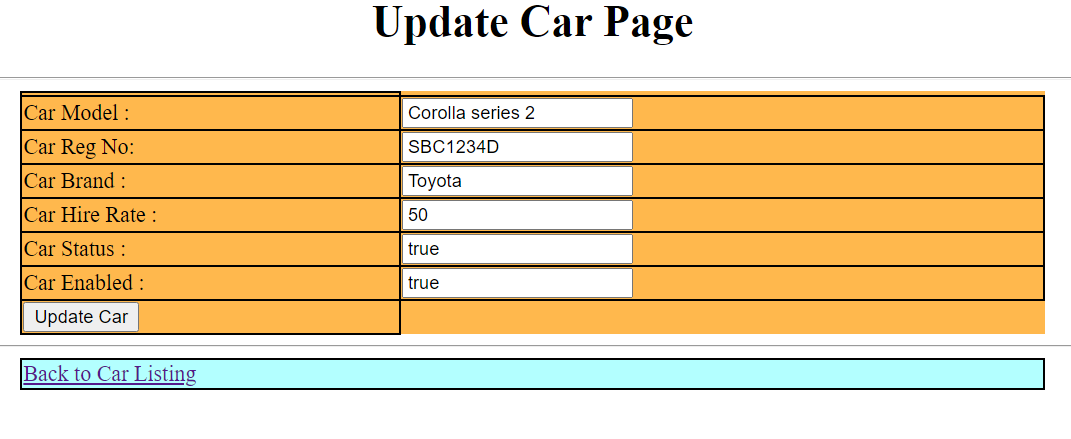 Update Car Page
Car Model : Corolla series 2
Car Reg No: SBC1234D
Car Brand : Toyota
Car Hire Rate : 50
Car Status : true
Car Enabled : true
Update Car
Back to Car Listing